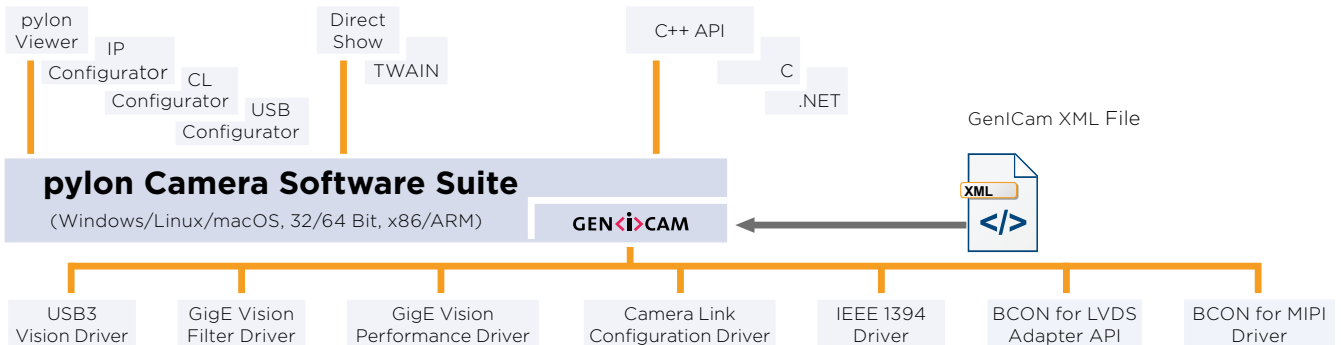 pylon
Viewer
IP
Configurator
CL
Configurator
USB
Configurator
Direct
Show
TWAIN
C++ API
C
.NET
GenICam XML File
XML
</>
pylon Camera Software Suite
(Windows/Linux/macOS, 32/64 Bit, x86/ARM)
GEN<i>CAM
USB3
Vision Driver
GigE Vision
Filter Driver
GigE Vision
Performance Driver
Camera Link
Configuration Driver
IEEE 1394
Driver
BCON for LVDS
Adapter API
BCON for MIPI
Driver